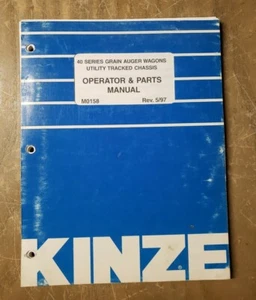 40 SERIES GRAIN AUGER WAGONS
UTILITY TRACKED CHASSIS
OPERATOR & PARTS
MANUAL
M0158 Rev. 5/97
KINZE